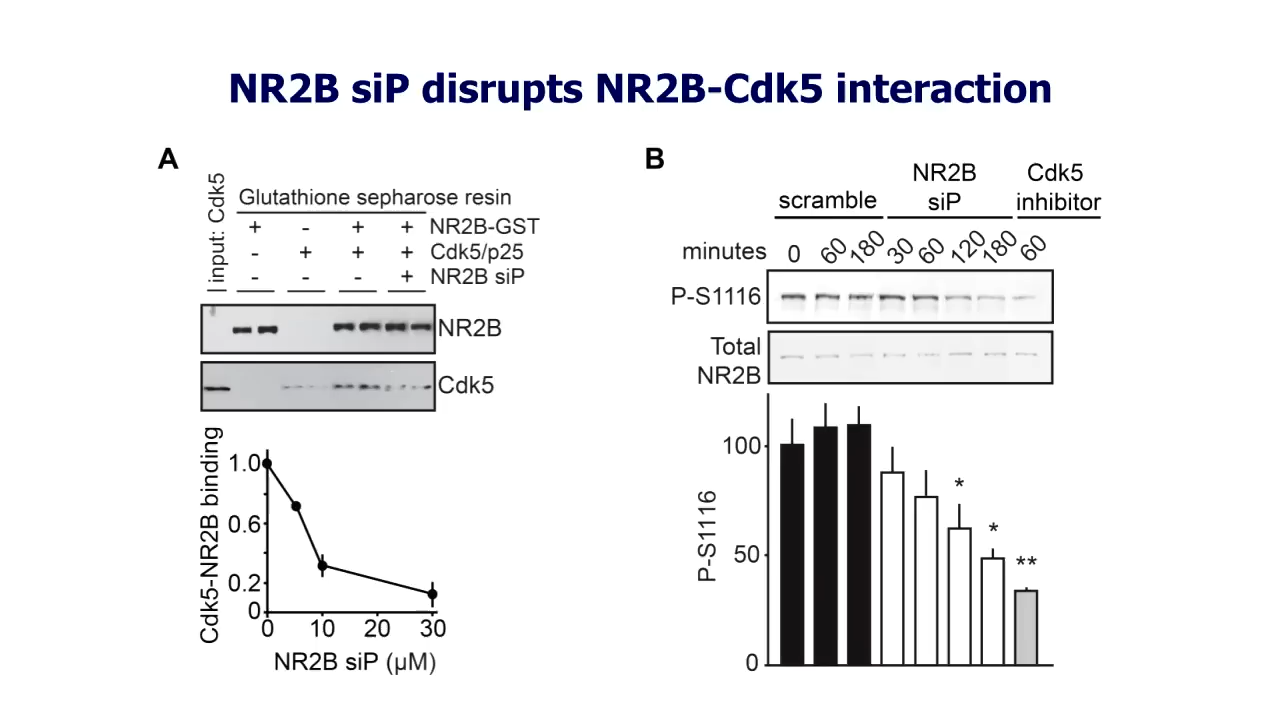 NR2B siP disrupts NR2B-Cdk5 interaction
A
input: Cdk5
Glutathione sepharose resin
+ - + + NR2B-GST
- + + + Cdk5/p25
- - - + NR2B siP
NR2B
Cdk5
Cdk5-NR2B binding
1.0
0.6
0.2
0
0 10 20 30
NR2B siP (µM)
B
scramble
NR2B
siP
Cdk5
inhibitor
minutes 0 60 180 30 60 120 180 60
P-S1116
Total
NR2B
P-S1116
100
50
0
*
*
**